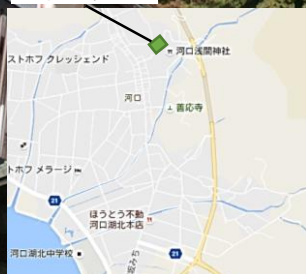 河口浅間神社
ストホフ クレッシェンド
河口
善応寺
トホフ メラージ
21
ほうとう不動
河口湖北本店
21
河口湖北中学校